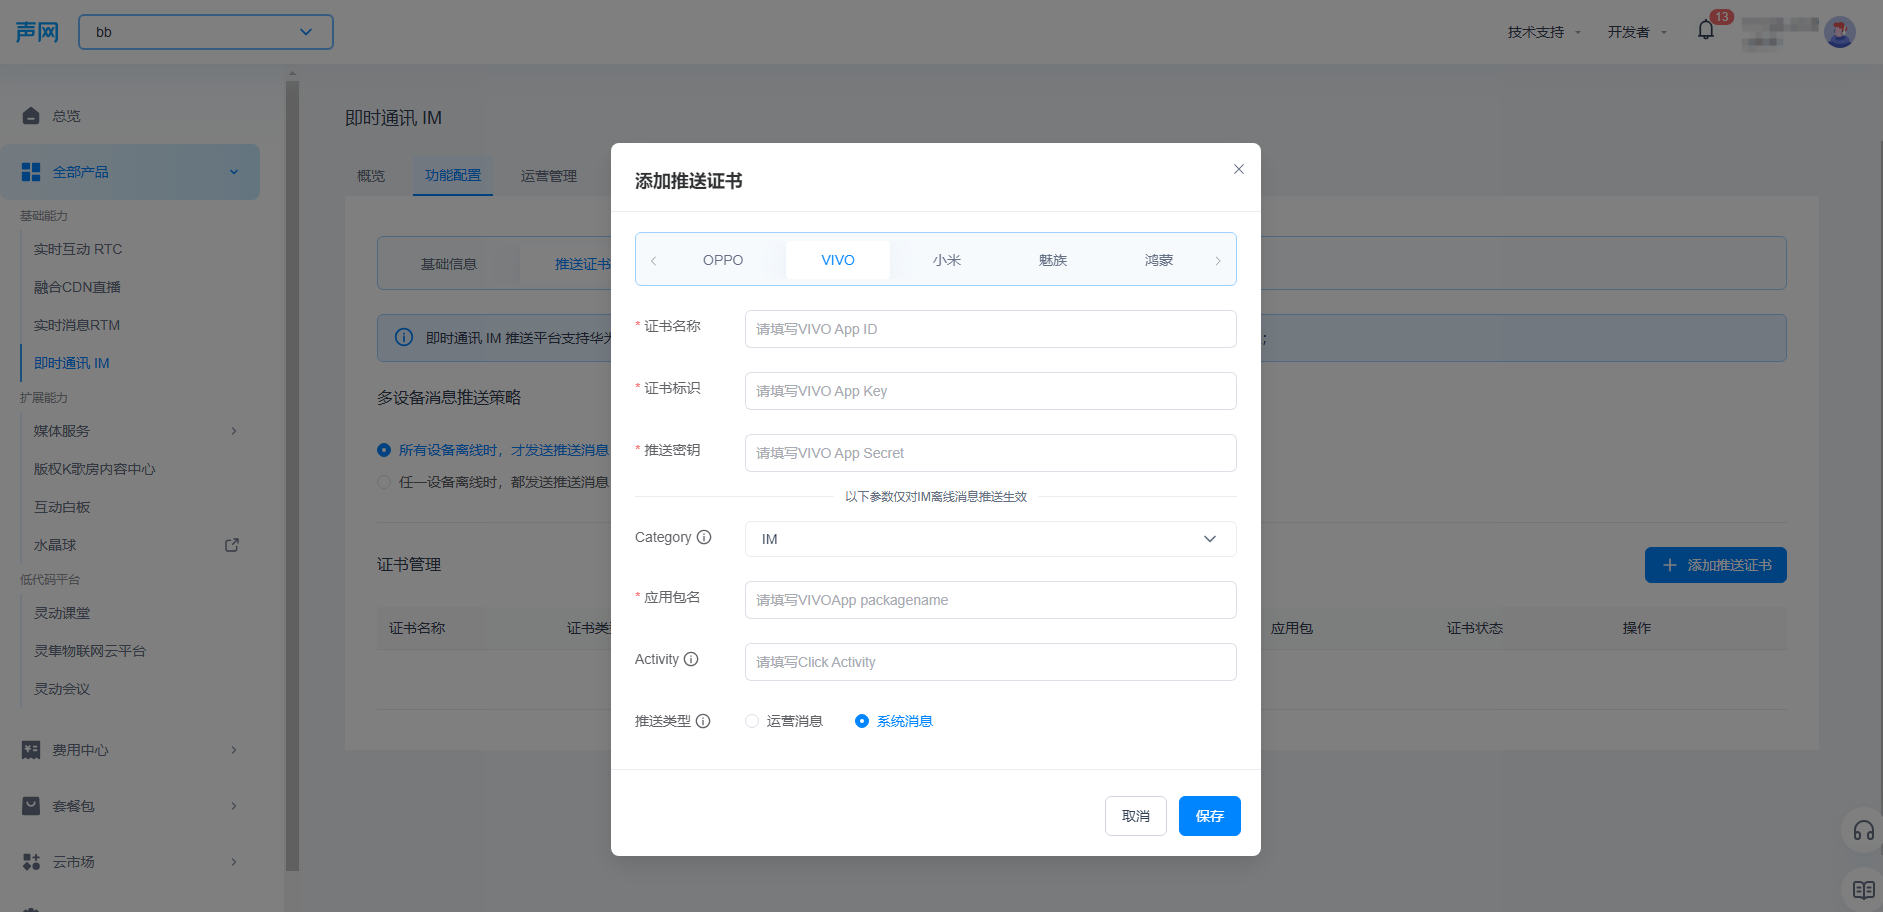 声网
bb
技术支持
开发者
13
总览
全部产品
基础能力
实时互动 RTC
融合CDN直播
实时消息RTM
即时通讯 IM
扩展能力
媒体服务
版权K歌房内容中心
互动白板
水晶球
低代码平台
灵动课堂
灵隼物联网云平台
灵动会议
费用中心
套餐包
云市场
即时通讯 IM
概览
功能配置
运营管理
基础信息
推送证书
即时通讯 IM 推送平台支持华为
;
多设备消息推送策略
所有设备离线时，才发送推送消息
任一设备离线时，都发送推送消息
证书管理
添加推送证书
证书名称
证书类
应用包
证书状态
操作
添加推送证书
OPPO
VIVO
小米
魅族
鸿蒙
* 证书名称
请填写VIVO App ID
* 证书标识
请填写VIVO App Key
* 推送密钥
请填写VIVO App Secret
以下参数仅对IM离线消息推送生效
Category
IM
* 应用包名
请填写VIVOApp packagename
Activity
请填写Click Activity
推送类型
运营消息
系统消息
取消
保存